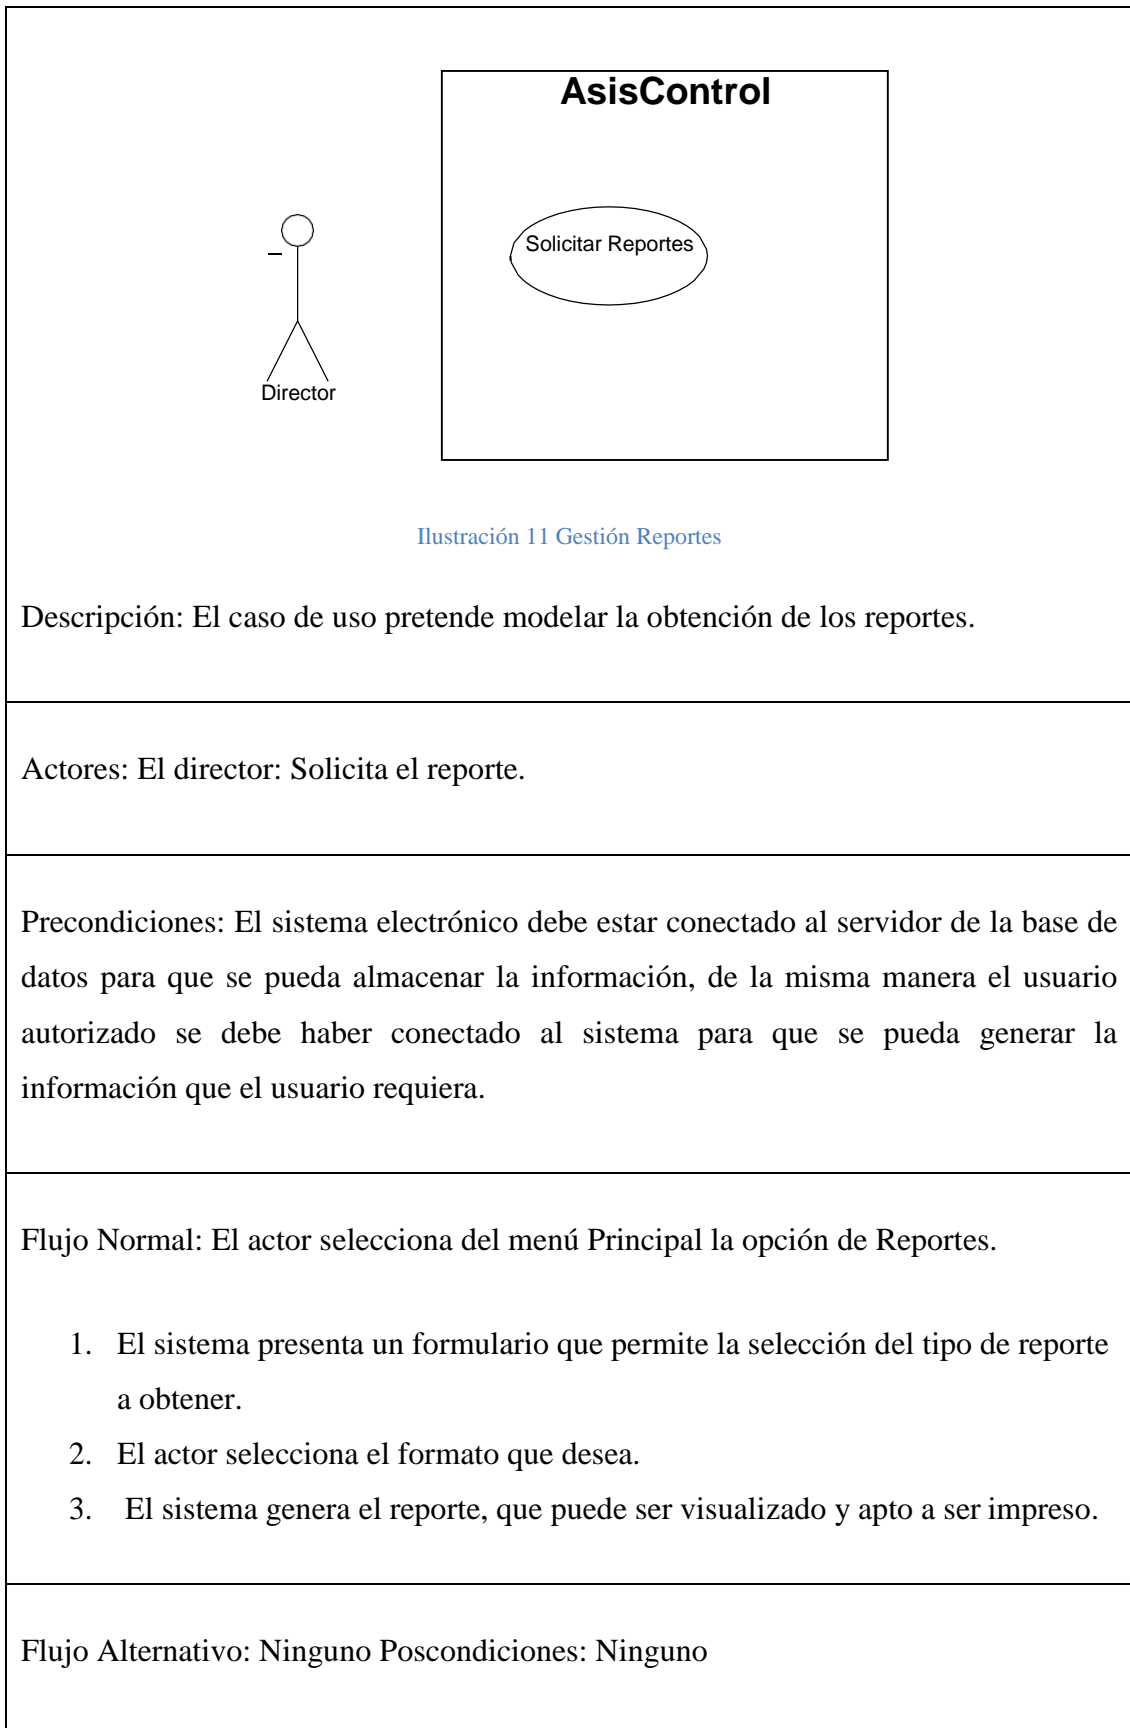 AsisControl
Solicitar Reportes
Director
Ilustración 11 Gestión Reportes
Descripción: El caso de uso pretende modelar la obtención de los reportes.
Actores: El director: Solicita el reporte.
Precondiciones: El sistema electrónico debe estar conectado al servidor de la base de
datos para que se pueda almacenar la información, de la misma manera el usuario
autorizado se debe haber conectado al sistema para que se pueda generar la
información que el usuario requiera.
Flujo Normal: El actor selecciona del menú Principal la opción de Reportes.
1. El sistema presenta un formulario que permite la selección del tipo de reporte
a obtener.
2. El actor selecciona el formato que desea.
3. El sistema genera el reporte, que puede ser visualizado y apto a ser impreso.
Flujo Alternativo: Ninguno Poscondiciones: Ninguno